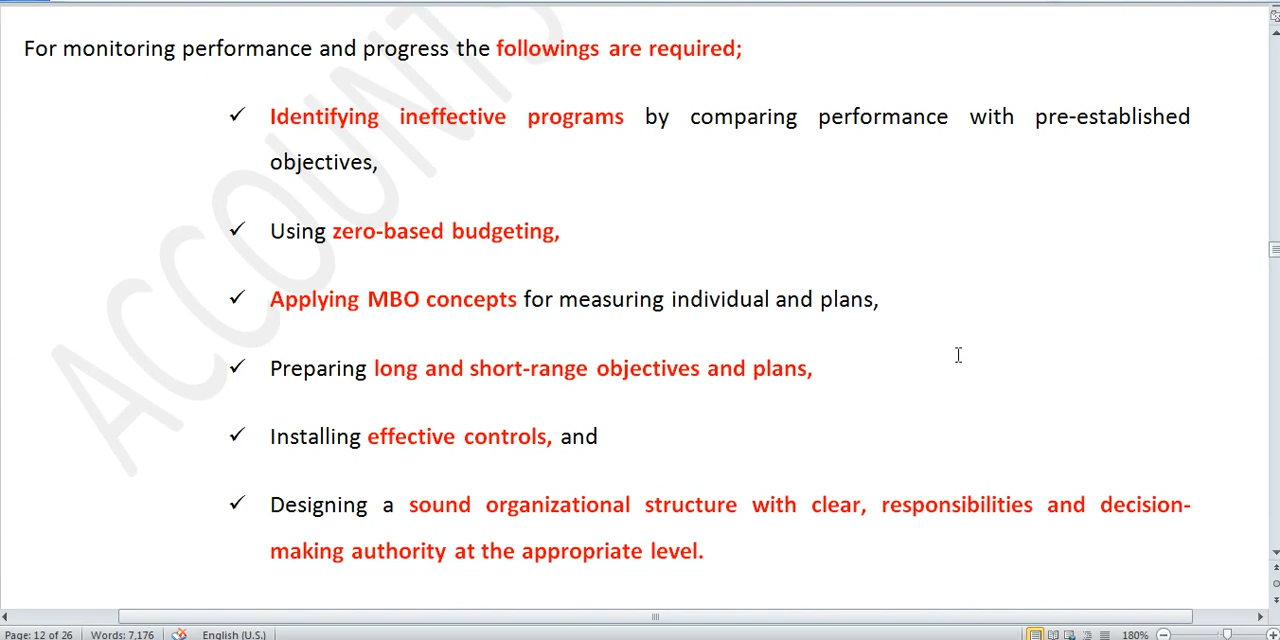 For monitoring performance and progress the followings are required;
✓ Identifying ineffective programs by comparing performance with pre-established
objectives,
✓ Using zero-based budgeting,
✓ Applying MBO concepts for measuring individual and plans,
✓ Preparing long and short-range objectives and plans,
✓ Installing effective controls, and
✓ Designing a sound organizational structure with clear, responsibilities and decision-
making authority at the appropriate level.
ACCOUNTS
Page: 12 of 26 Words: 7,176 English (U.S.) 180%